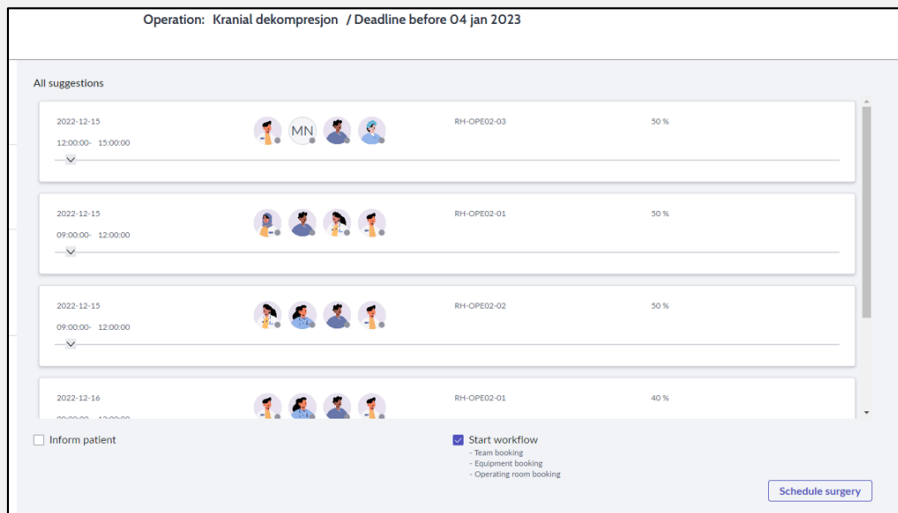 Operation: Kranial dekompresjon / Deadline before 04 jan 2023
All suggestions
2022-12-15
12:00:00- 15:00:00
MN
RH-OPE02-03
50 %
2022-12-15
09:00:00- 12:00:00
RH-OPE02-01
50 %
2022-12-15
09:00:00- 12:00:00
RH-OPE02-02
50 %
2022-12-16
RH-OPE02-01
40 %
Inform patient
Start workflow
- Team booking
- Equipment booking
- Operating room booking
Schedule surgery